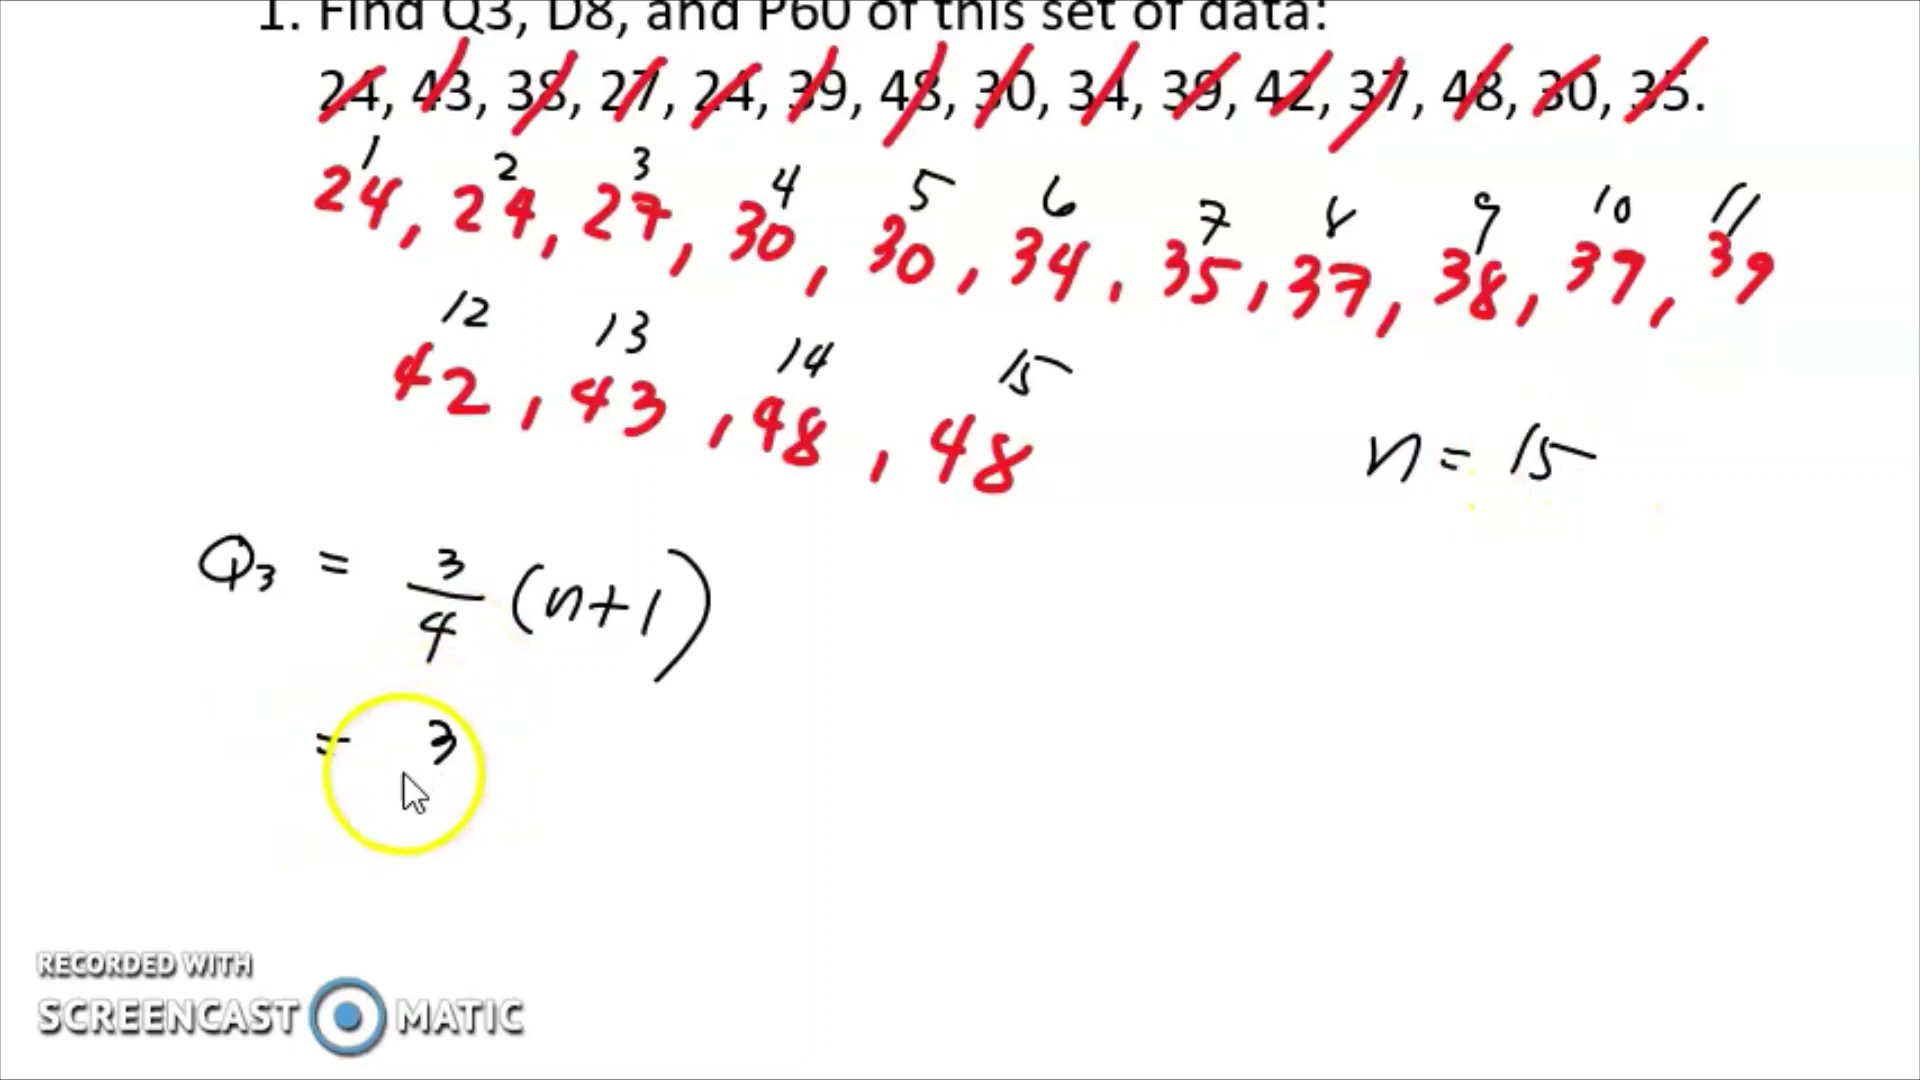 1. Find Q3, D8, and P60 of this set of data:
24, 43, 38, 27, 24, 39, 48, 30, 34, 39, 42, 37, 48, 30, 35.
1 2 3 4 5 6 7 8 9 10 11
24, 24, 27, 30, 30, 34, 35, 37, 38, 39, 39
12 13 14 15
42, 43, 48, 48
n = 15
Q3 = 3/4 (n+1)
= 3
RECORDED WITH
SCREENCAST MATIC